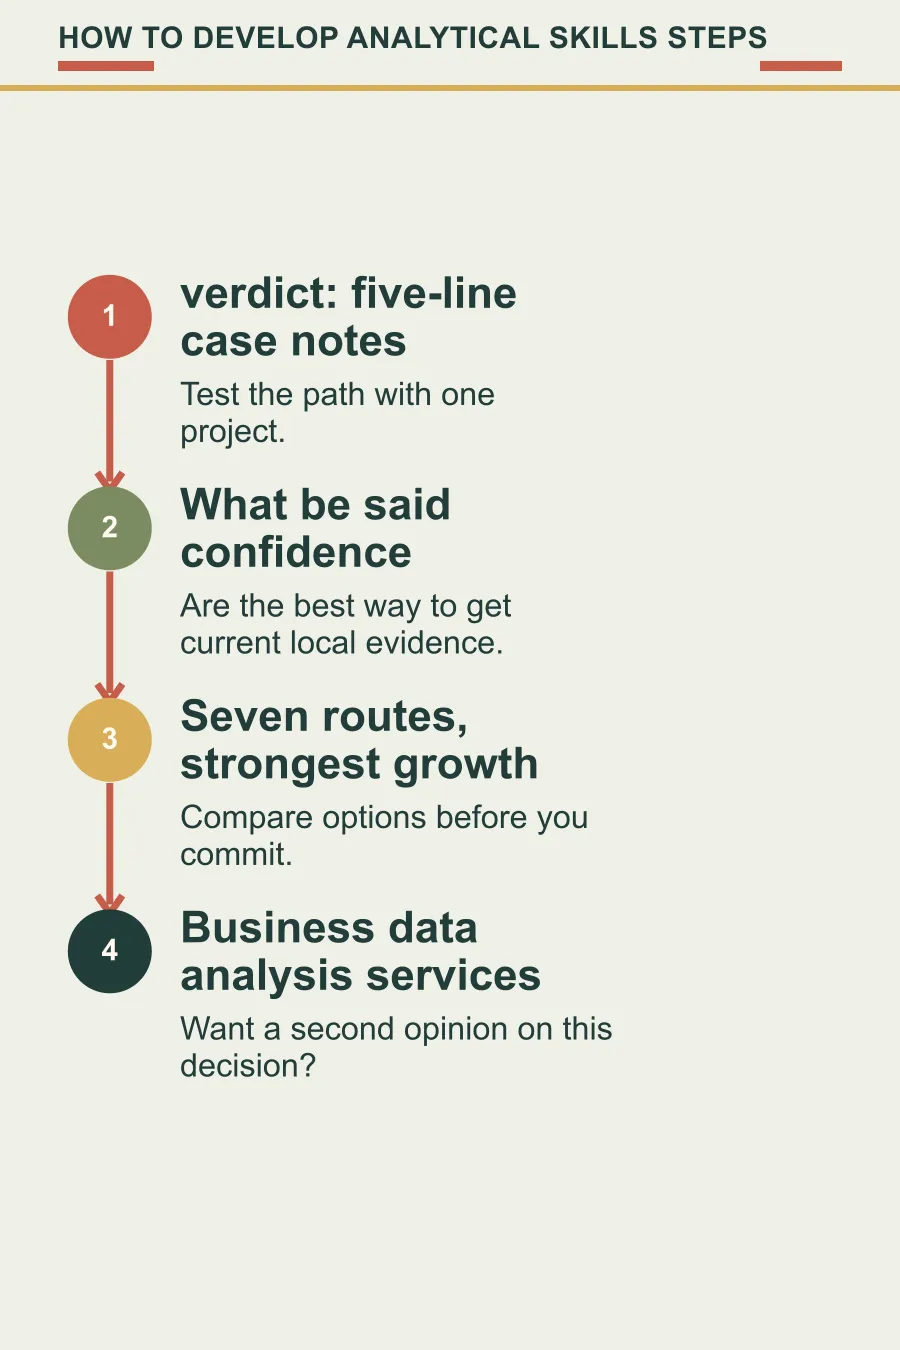 HOW TO DEVELOP ANALYTICAL SKILLS STEPS
1
verdict: five-line
case notes
Test the path with one
project.
2
What be said
confidence
Are the best way to get
current local evidence.
3
Seven routes,
strongest growth
Compare options before you
commit.
4
Business data
analysis services
Want a second opinion on this
decision?